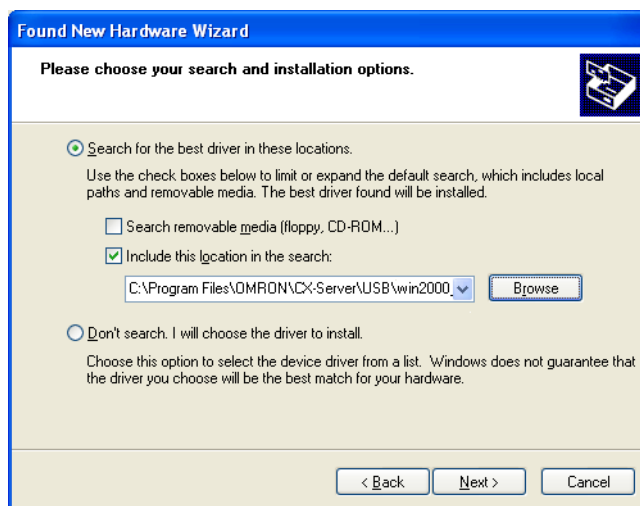 Found New Hardware Wizard
Please choose your search and installation options.
Search for the best driver in these locations.
Use the check boxes below to limit or expand the default search, which includes local
paths and removable media. The best driver found will be installed.
Search removable media (floppy, CD-ROM...)
Include this location in the search:
C:\Program Files\OMRON\CX-Server\USB\win2000_
Browse
Don't search. I will choose the driver to install.
Choose this option to select the device driver from a list. Windows does not guarantee that
the driver you choose will be the best match for your hardware.
< Back
Next >
Cancel